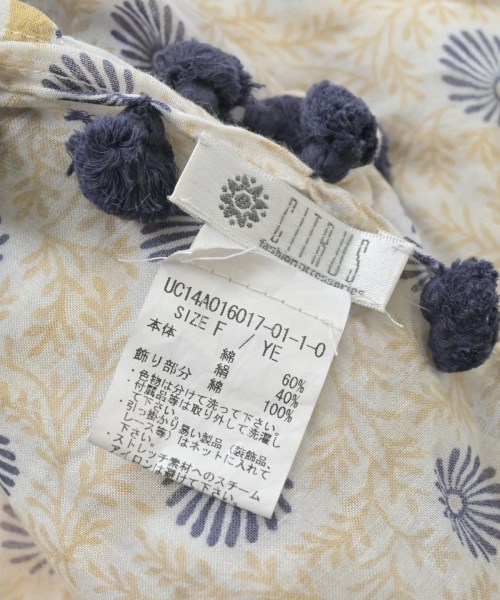 CITRUS
fashion accessories
UC14A016017-01-1-0
SIZE F / YE
本体 綿 60%
絹 40%
飾り部分 綿 100%
・色物は分けて洗って下さい。
・付属品等は取り外して洗濯し
て下さい。
・引っ掛かり易い製品（装飾品、
レース等）はネットに入れて
下さい。
ストレッチ素材へのスチーム
アイロンは避けて下さい